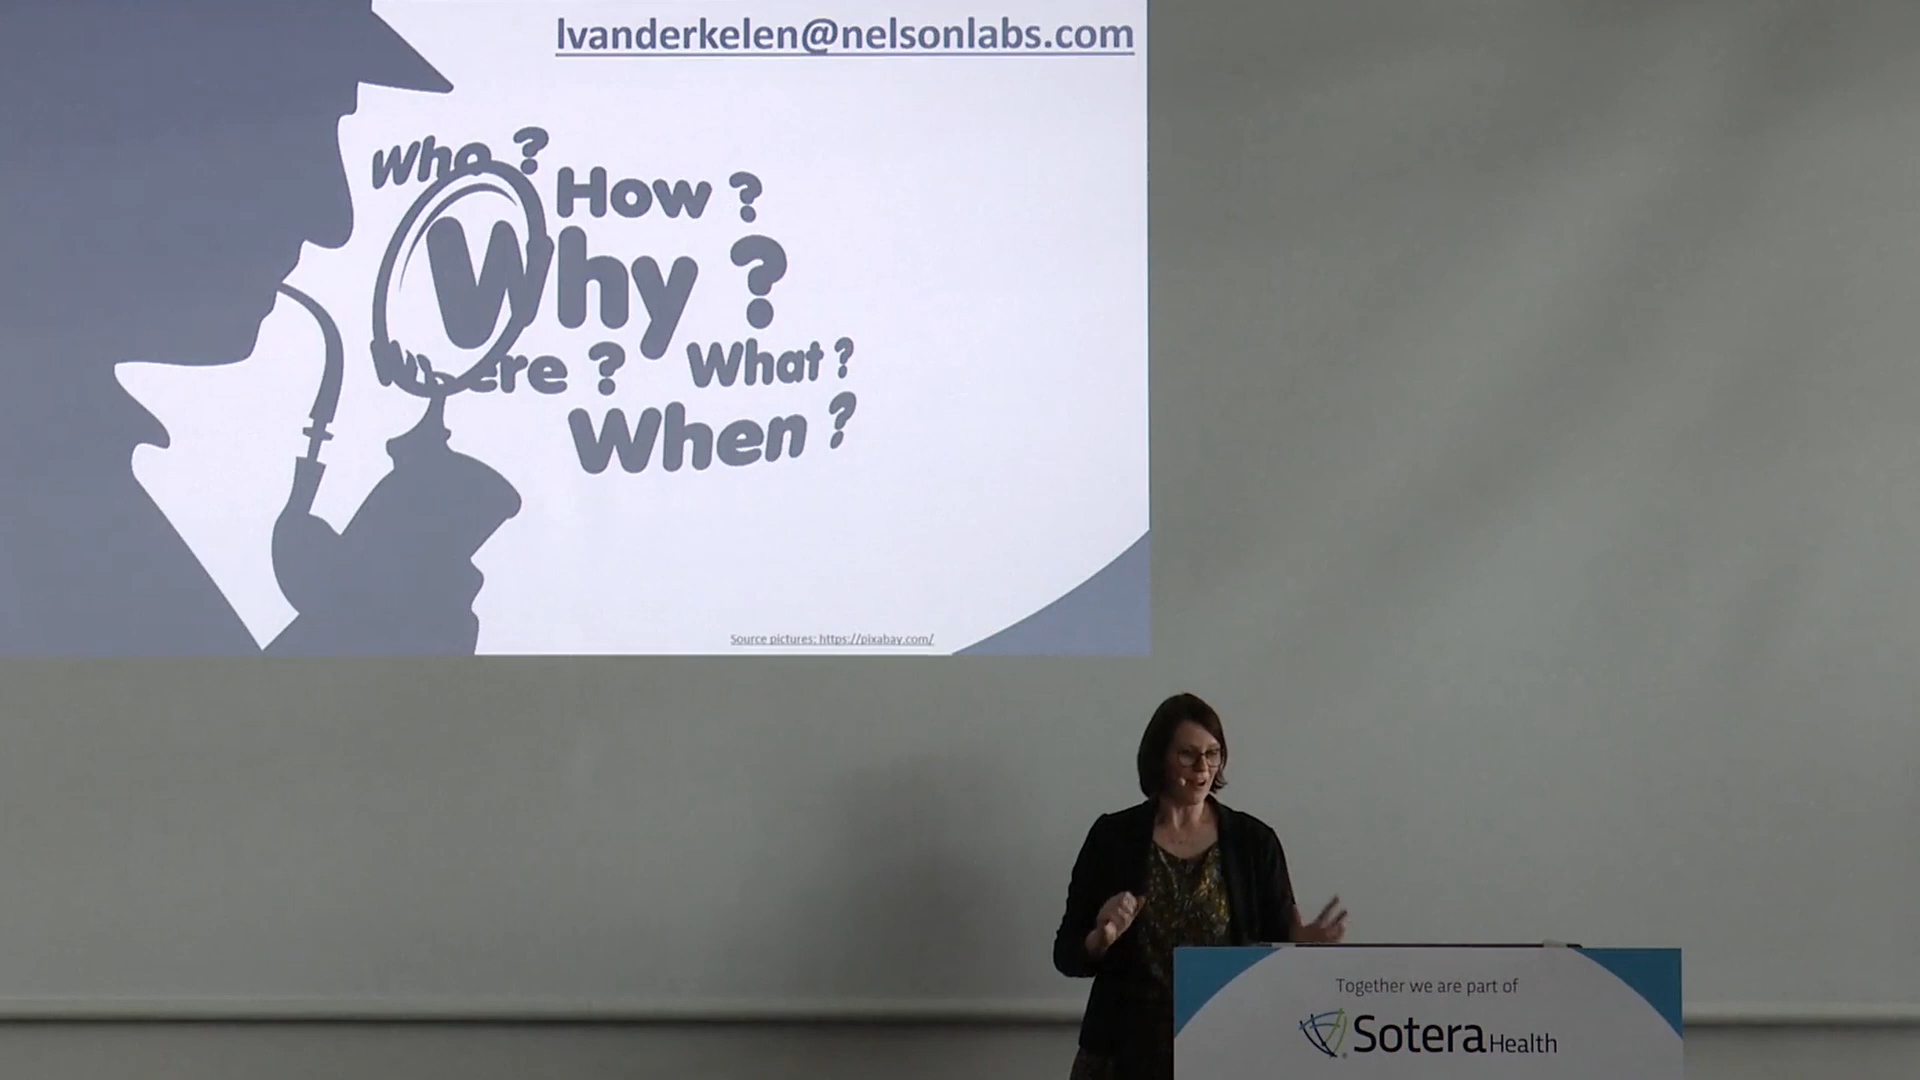 lvanderkelen@nelsonlabs.com
Who ?
How ?
Why ?
Where ?
What ?
When ?
Source pictures: https://pixabay.com/
Together we are part of
Sotera Health